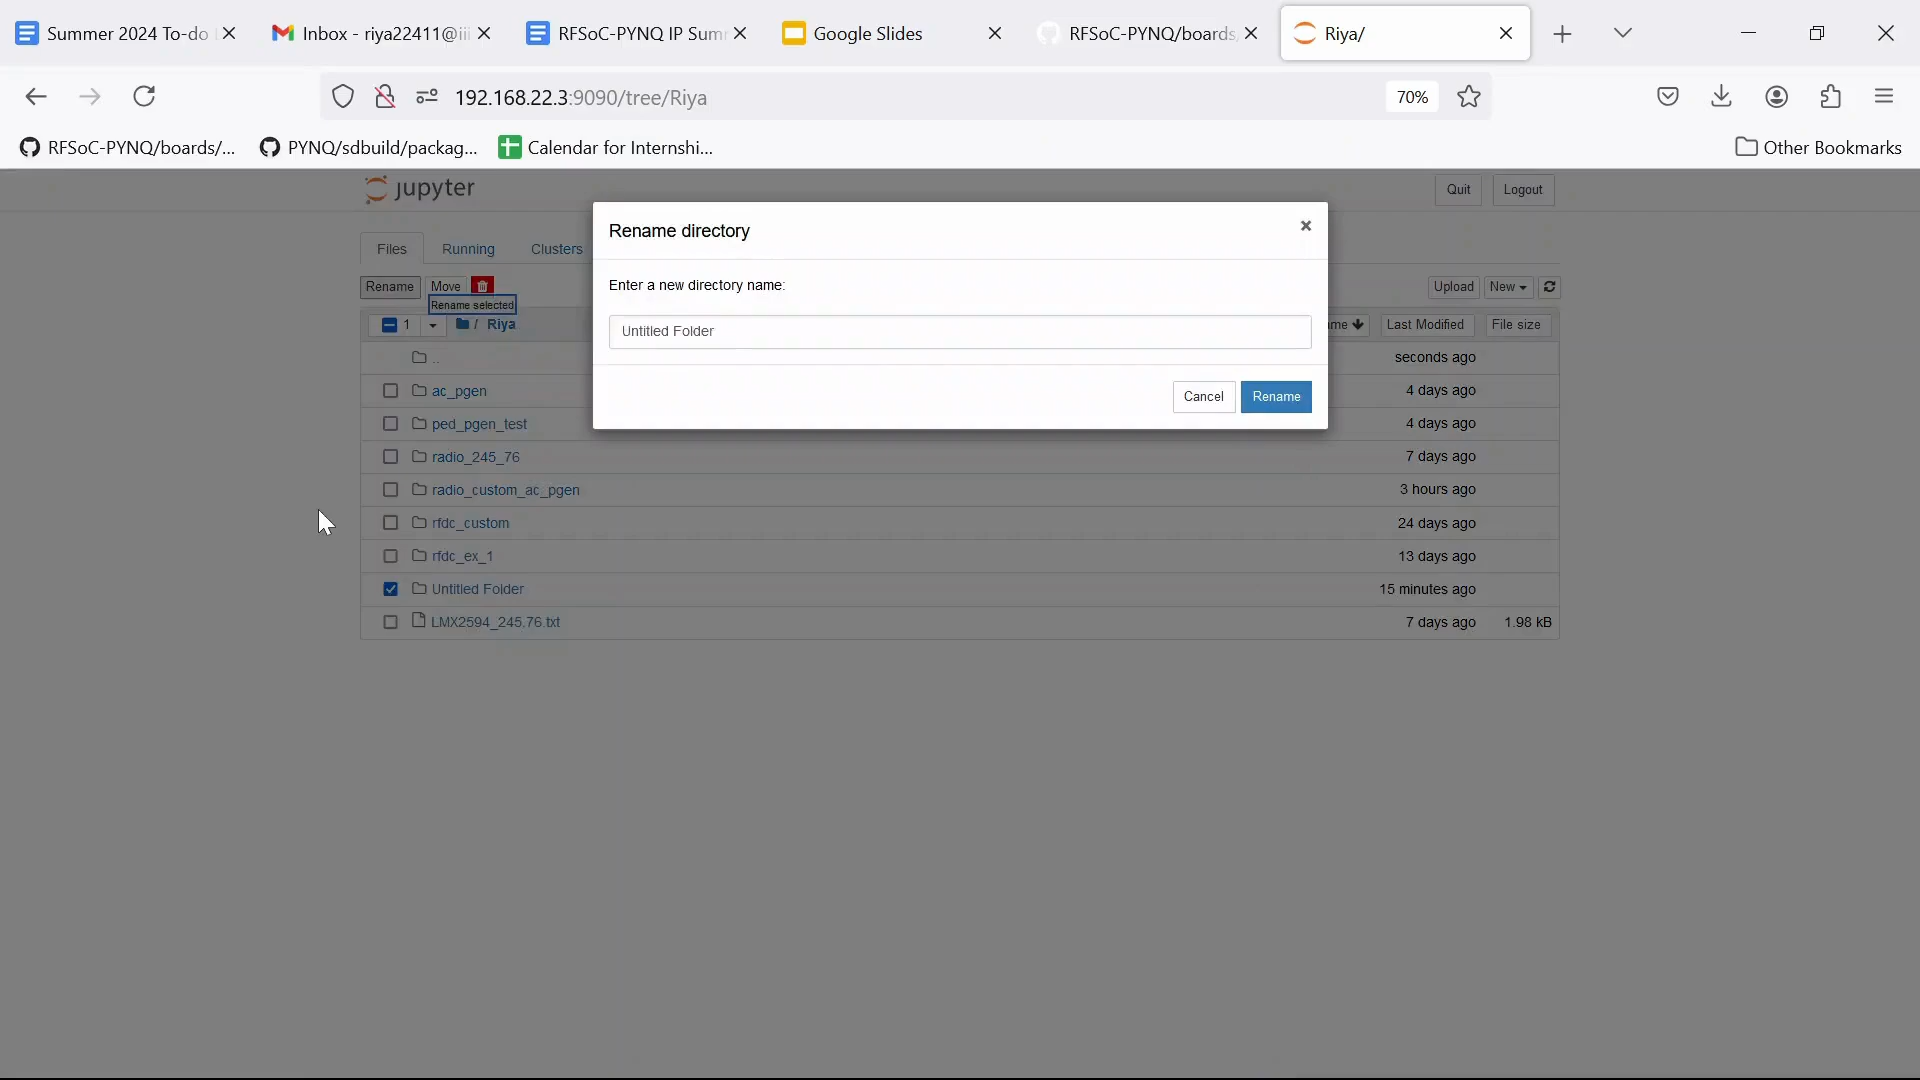 Summer 2024 To-do
Inbox - riya22411@iii
RFSoC-PYNQ IP Sum
Google Slides
RFSoC-PYNQ/boards
Riya/
192.168.22.3:9090/tree/Riya
70%
RFSoC-PYNQ/boards/...
PYNQ/sdbuild/packag...
Calendar for Internshi...
Other Bookmarks
jupyter
Quit
Logout
Files
Running
Clusters
Rename directory
Enter a new directory name:
Untitled Folder
Cancel
Rename
Rename
Move
Rename selected
Upload
New
1
/ Riya
me
Last Modified
File size
..
seconds ago
ac_pgen
4 days ago
ped_pgen_test
4 days ago
radio_245_76
7 days ago
radio_custom_ac_pgen
3 hours ago
rfdc_custom
24 days ago
rfdc_ex_1
13 days ago
Untitled Folder
15 minutes ago
LMX2594_245.76.txt
7 days ago
1.98 kB